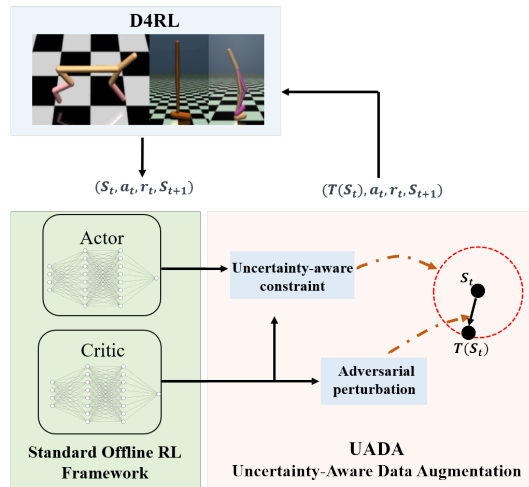 D4RL
(S_t, a_t, r_t, S_{t+1})
(T(S_t), a_t, r_t, S_{t+1})
Actor
Uncertainty-aware
constraint
S_t
T(S_t)
Critic
Adversarial
perturbation
Standard Offline RL
Framework
UADA
Uncertainty-Aware Data Augmentation